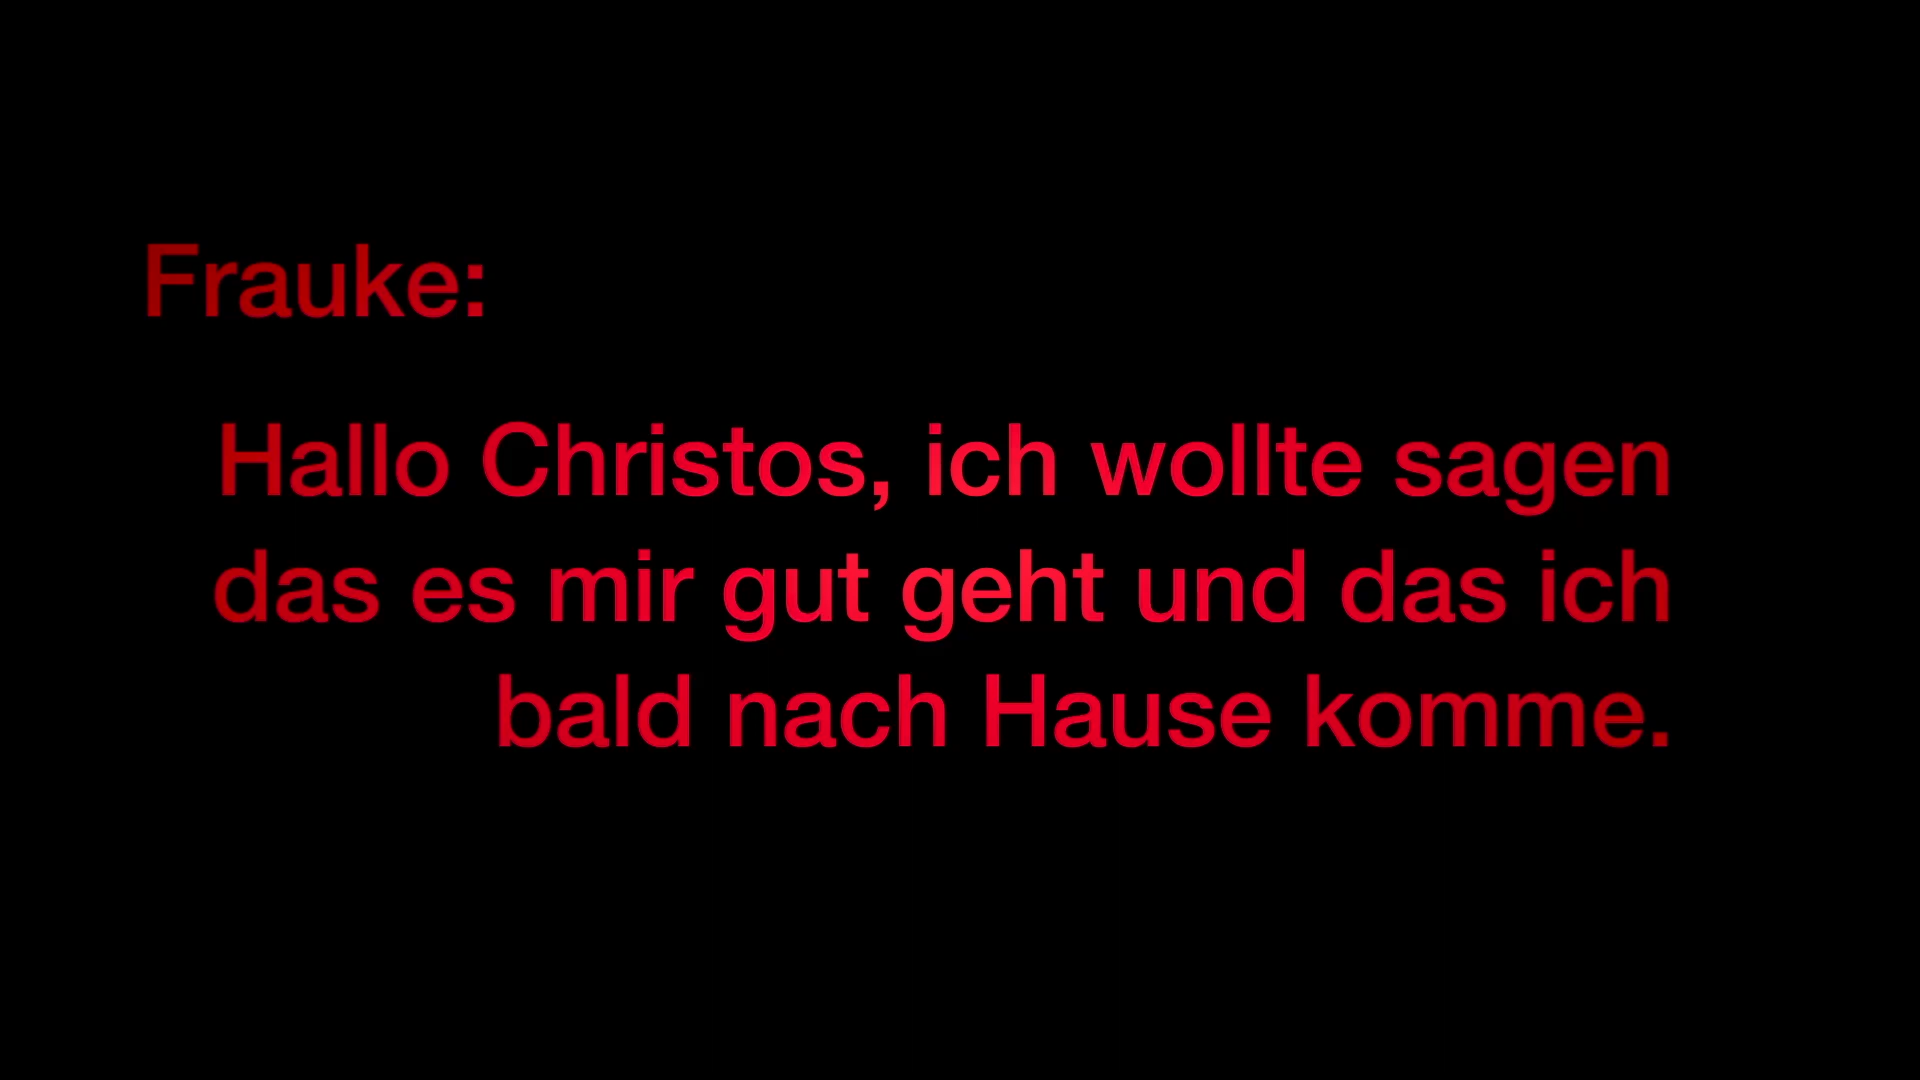 Frauke:
Hallo Christos, ich wollte sagen
das es mir gut geht und das ich
bald nach Hause komme.